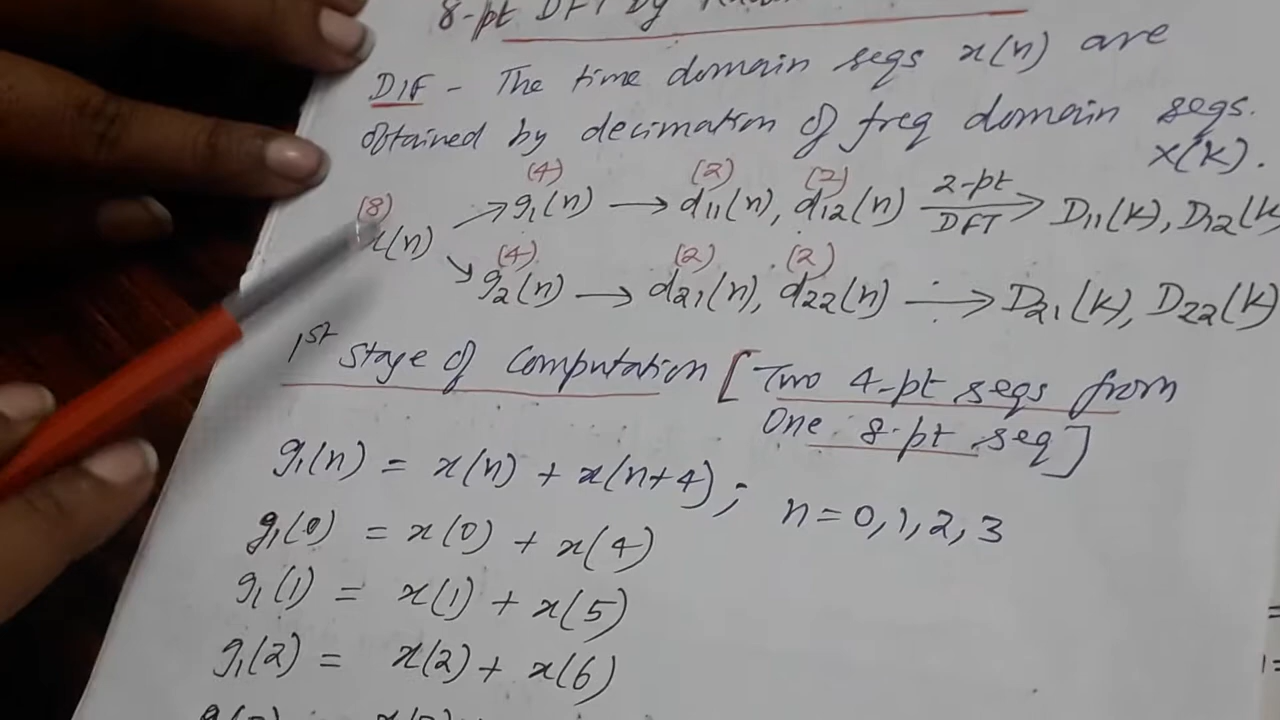 8-pt DFT by
DIF - The time domain seqs x(n) are
obtained by decimation of freq domain seqs.
X(K).
(8) x(n) → (4) g₁(n) → (2) d₁₁(n), (2) d₁₂(n) 2-pt DFT → D₁₁(K), D₁₂(K
→ (4) g₂(n) → (2) d₂₁(n), (2) d₂₂(n) → D₂₁(K), D₂₂(K)
1st stage of computation [Two 4-pt seqs from
One 8-pt seq]
g₁(n) = x(n) + x(n+4); n = 0, 1, 2, 3
g₁(0) = x(0) + x(4)
g₁(1) = x(1) + x(5)
g₁(2) = x(2) + x(6)